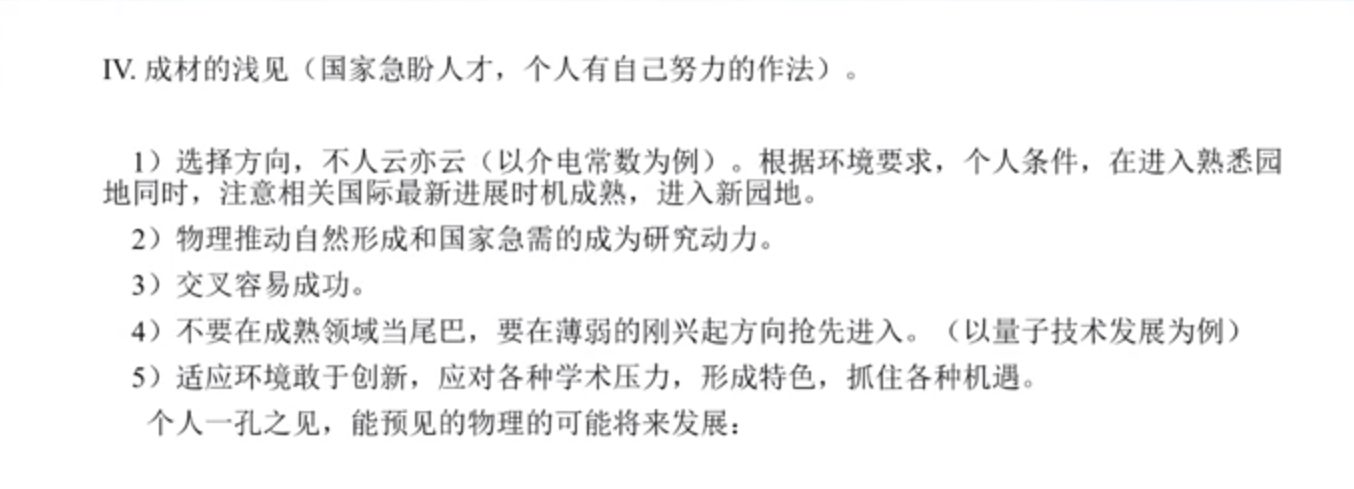 IV. 成材的浅见（国家急盼人才，个人有自己努力的作法）。
1）选择方向，不人云亦云（以介电常数为例）。根据环境要求，个人条件，在进入熟悉园
地同时，注意相关国际最新进展时机成熟，进入新园地。
2）物理推动自然形成和国家急需的成为研究动力。
3）交叉容易成功。
4）不要在成熟领域当尾巴，要在薄弱的刚兴起方向抢先进入。（以量子技术发展为例）
5）适应环境敢于创新，应对各种学术压力，形成特色，抓住各种机遇。
个人一孔之见，能预见的物理的可能将来发展：